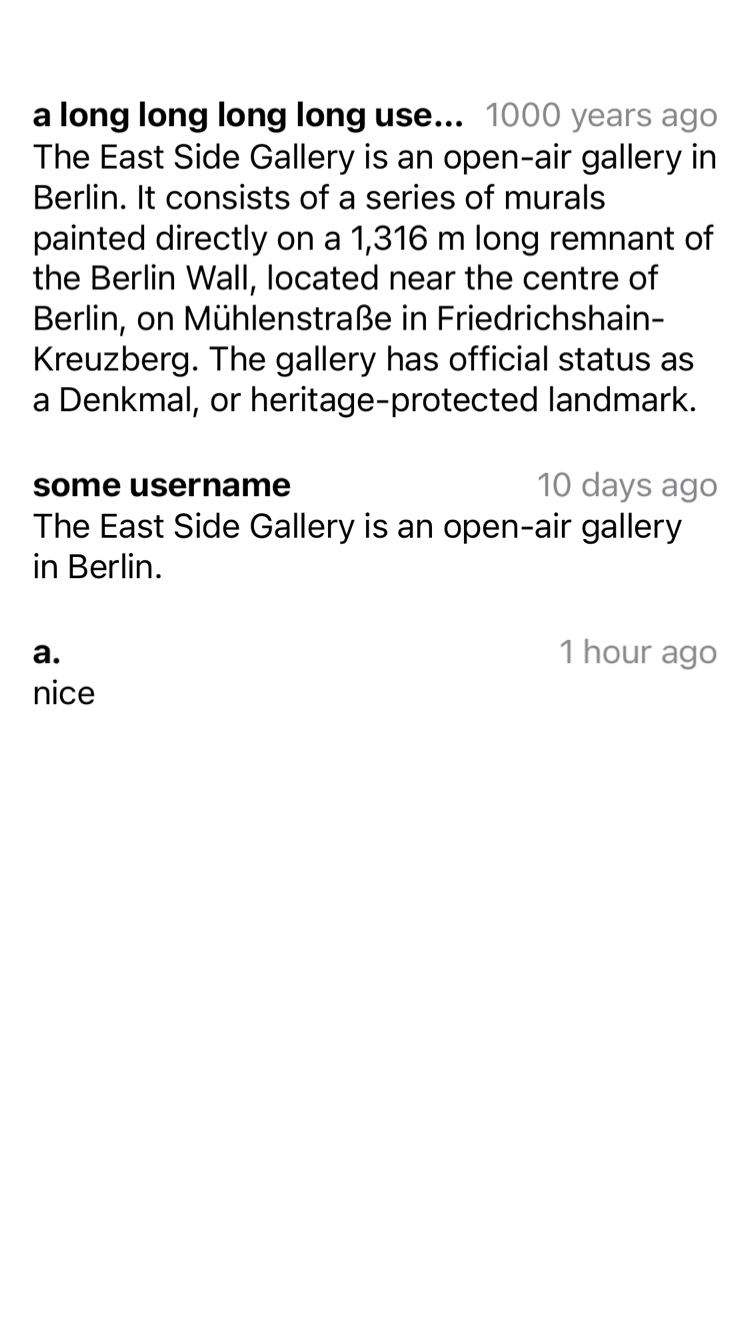 a long long long long use... 1000 years ago
The East Side Gallery is an open-air gallery in
Berlin. It consists of a series of murals
painted directly on a 1,316 m long remnant of
the Berlin Wall, located near the centre of
Berlin, on Mühlenstraße in Friedrichshain-
Kreuzberg. The gallery has official status as
a Denkmal, or heritage-protected landmark.
some username 10 days ago
The East Side Gallery is an open-air gallery
in Berlin.
a. 1 hour ago
nice